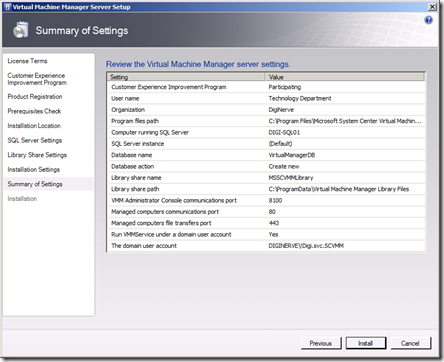 Virtual Machine Manager Server Setup
Summary of Settings
License Terms
Customer Experience
Improvement Program
Product Registration
Prerequisites Check
Installation Location
SQL Server Settings
Library Share Settings
Installation Settings
Summary of Settings
Installation
Review the Virtual Machine Manager server settings.
Setting Value
Customer Experience Improvement Program Participating
User name Technology Department
Organization DigiNerve
Program files path C:\Program Files\Microsoft System Center Virtual Machin...
Computer running SQL Server DIGI-SQL01
SQL Server instance (Default)
Database name VirtualManagerDB
Database action Create new
Library share name MSSCVMMLibrary
Library share path C:\ProgramData\Virtual Machine Manager Library Files
VMM Administrator Console communications port 8100
Managed computers communications port 80
Managed computers file transfers port 443
Run VMMService under a domain user account Yes
The domain user account DIGINERVE\Digi.svc.SCVMM
Previous Install Cancel